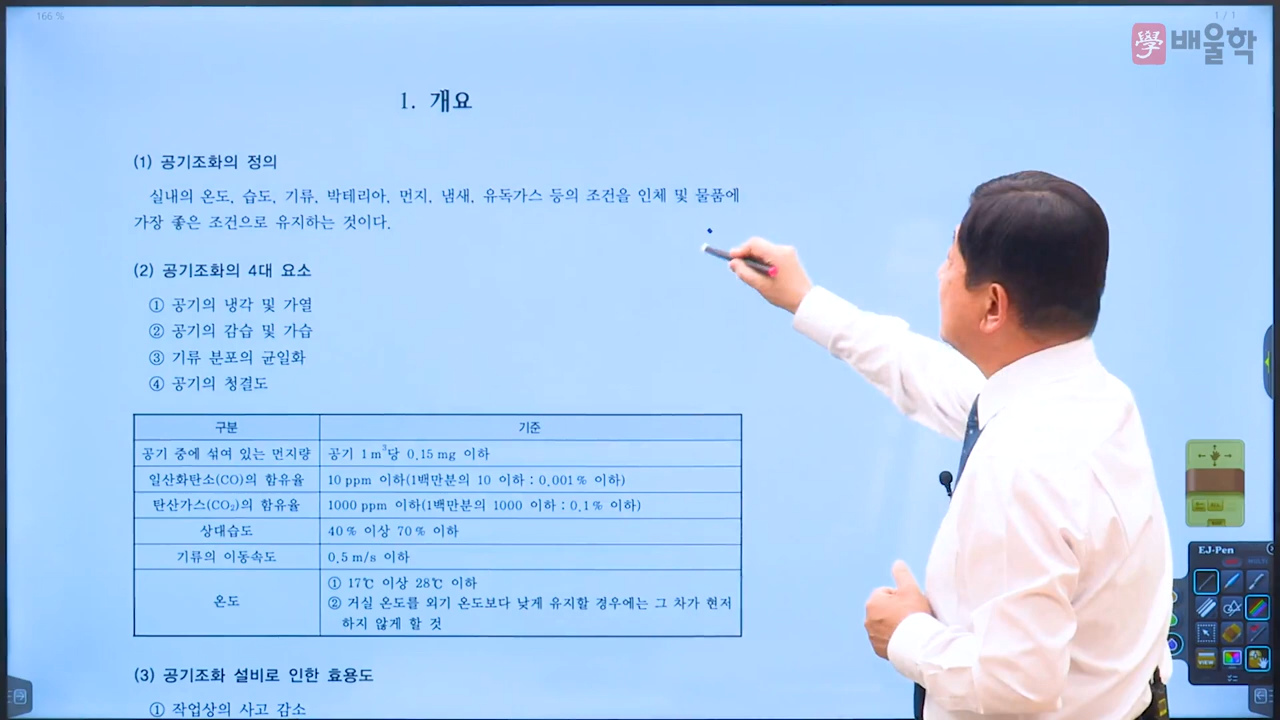 166 %
1 / 1
學 배울학
1. 개요
(1) 공기조화의 정의
실내의 온도, 습도, 기류, 박테리아, 먼지, 냄새, 유독가스 등의 조건을 인체 및 물품에
가장 좋은 조건으로 유지하는 것이다.
(2) 공기조화의 4대 요소
① 공기의 냉각 및 가열
② 공기의 감습 및 가습
③ 기류 분포의 균일화
④ 공기의 청결도
구분 기준
공기 중에 섞여 있는 먼지량 공기 1m³당 0.15mg 이하
일산화탄소(CO)의 함유율 10ppm 이하(1백만분의 10 이하 : 0.001% 이하)
탄산가스(CO₂)의 함유율 1000ppm 이하(1백만분의 1000 이하 : 0.1% 이하)
상대습도 40% 이상 70% 이하
기류의 이동속도 0.5m/s 이하
온도 ① 17℃ 이상 28℃ 이하
② 거실 온도를 외기 온도보다 낮게 유지할 경우에는 그 차가 현저
하지 않게 할 것
(3) 공기조화 설비로 인한 효용도
① 작업상의 사고 감소
EJ-Pen
VIEW